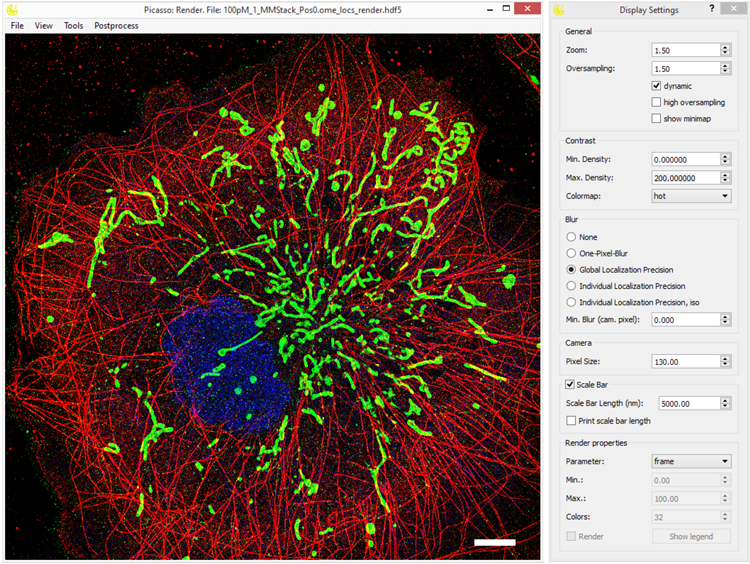 Picasso: Render. File: 100pM_1_MMStack_Pos0.ome_locs_render.hdf5
File View Tools Postprocess
Display Settings ?
General
Zoom: 1.50
Oversampling: 1.50
dynamic
high oversampling
show minimap
Contrast
Min. Density: 0.000000
Max. Density: 200.000000
Colormap: hot
Blur
None
One-Pixel-Blur
Global Localization Precision
Individual Localization Precision
Individual Localization Precision, iso
Min. Blur (cam. pixel): 0.000
Camera
Pixel Size: 130.00
Scale Bar
Scale Bar Length (nm): 5000.00
Print scale bar length
Render properties
Parameter: frame
Min.: 0.00
Max.: 100.00
Colors: 32
Render Show legend